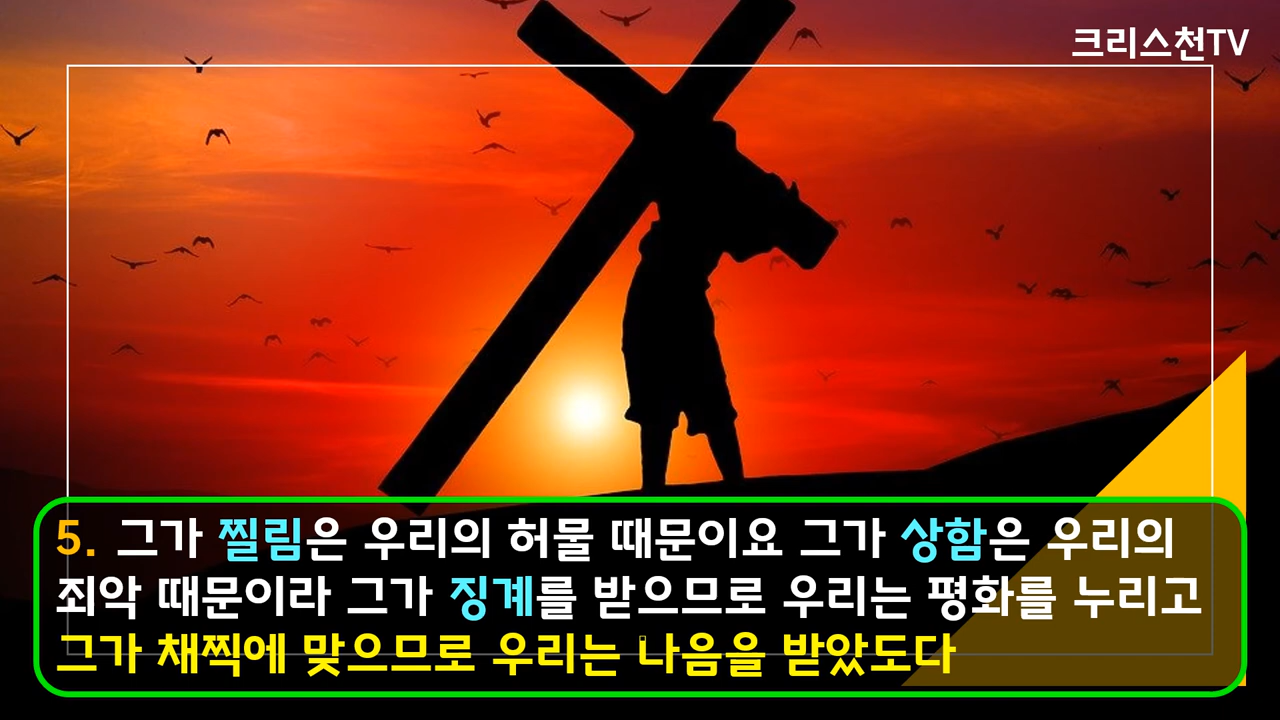 크리스천TV
5. 그가 찔림은 우리의 허물 때문이요 그가 상함은 우리의
죄악 때문이라 그가 징계를 받으므로 우리는 평화를 누리고
그가 채찍에 맞으므로 우리는 나음을 받았도다